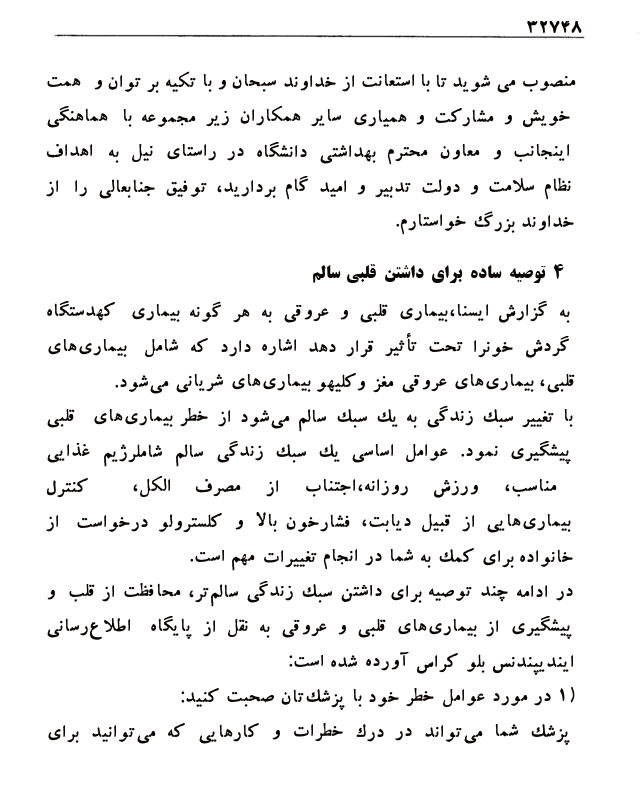 ۳۲۷۴۸
منصوب می شوید تا با استعانت از خداوند سبحان و با تکیه بر توان و همت
خویش و مشارکت و همیاری سایر همکاران زیر مجموعه با هماهنگی
اینجانب و معاون محترم بهداشتی دانشگاه در راستای نیل به اهداف
نظام سلامت و دولت تدبیر و امید گام بردارید، توفیق جنابعالی را از
خداوند بزرگ خواستارم.
۴ توصیه ساده برای داشتن قلبی سالم
به گزارش ایسنا،بیماری قلبی و عروقی به هر گونه بیماری کهدستگاه
گردش خونرا تحت تأثیر قرار دهد اشاره دارد که شامل بیماری‌های
قلبی، بیماری‌های عروقی مغز وکلیهو بیماری‌های شریانی می‌شود.
با تغییر سبک زندگی به یک سبک سالم می‌شود از خطر بیماری‌های قلبی
پیشگیری نمود. عوامل اساسی یک سبک زندگی سالم شاملرژیم غذایی
مناسب، ورزش روزانه،اجتناب از مصرف الکل، کنترل
بیماری‌هایی از قبیل دیابت، فشارخون بالا و کلسترولو درخواست از
خانواده برای کمک به شما در انجام تغییرات مهم است.
در ادامه چند توصیه برای داشتن سبک زندگی سالم‌تر، محافظت از قلب و
پیشگیری از بیماری‌های قلبی و عروقی به نقل از پایگاه اطلاع‌رسانی
ایندیپندنس بلو کراس آورده شده است:
۱) در مورد عوامل خطر خود با پزشک‌تان صحبت کنید:
پزشک شما می‌تواند در درک خطرات و کارهایی که می‌توانید برای